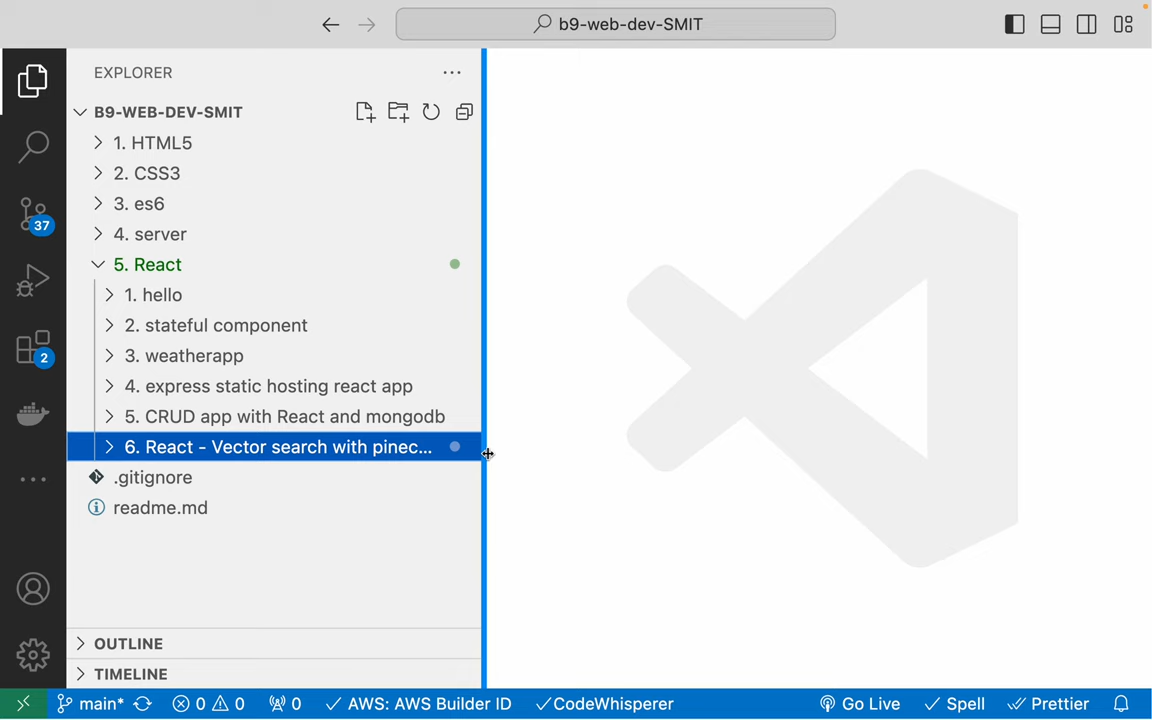 b9-web-dev-SMIT
EXPLORER
B9-WEB-DEV-SMIT
1. HTML5
2. CSS3
3. es6
4. server
5. React
1. hello
2. stateful component
3. weatherapp
4. express static hosting react app
5. CRUD app with React and mongodb
6. React - Vector search with pinec...
.gitignore
readme.md
37
2
OUTLINE
TIMELINE
main* 0 0 0 AWS: AWS Builder ID CodeWhisperer Go Live Spell Prettier